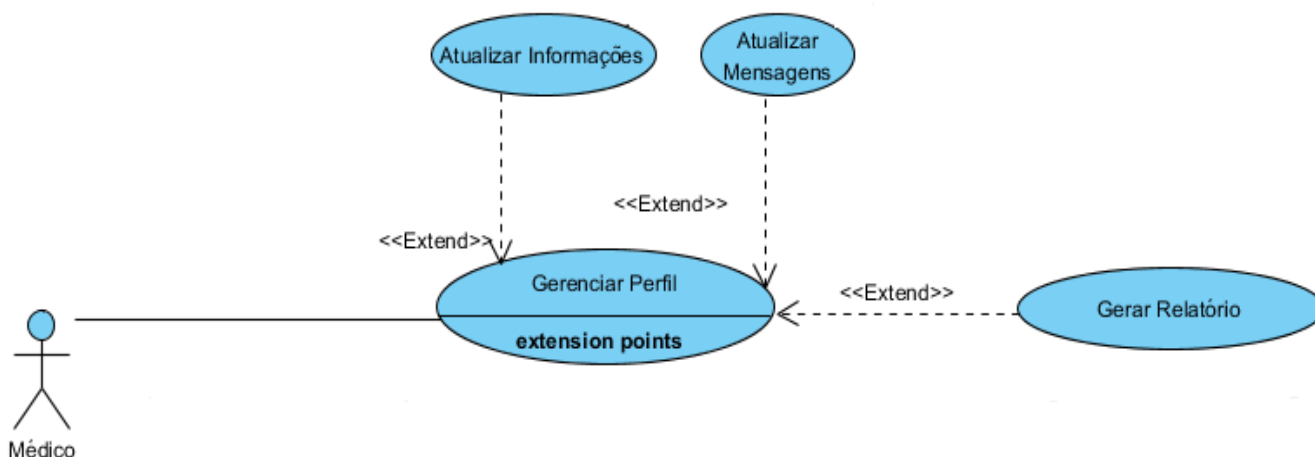 Atualizar Informações
Atualizar
Mensagens
<<Extend>>
<<Extend>>
Gerenciar Perfil
extension points
<<Extend>>
Gerar Relatório
Médico